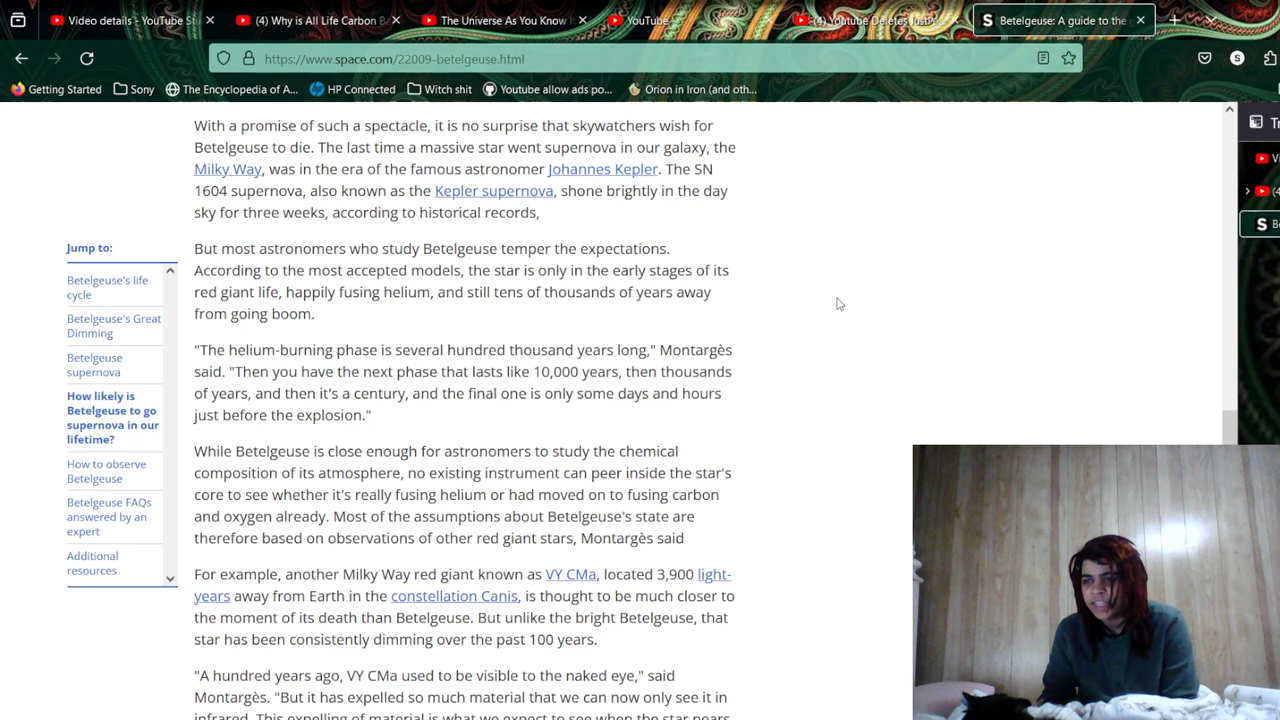 Video details - YouTube St
(4) Why is All Life Carbon B
The Universe As You Know I
YouTube
(4) Youtube Deletes
Betelgeuse: A guide to the
https://www.space.com/22009-betelgeuse.html
Getting Started
Sony
The Encyclopedia of A...
HP Connected
Witch shit
Youtube allow ads po...
Orion in Iron (and oth...
With a promise of such a spectacle, it is no surprise that skywatchers wish for
Betelgeuse to die. The last time a massive star went supernova in our galaxy, the
Milky Way, was in the era of the famous astronomer Johannes Kepler. The SN
1604 supernova, also known as the Kepler supernova, shone brightly in the day
sky for three weeks, according to historical records,
Jump to:
Betelgeuse's life
cycle
Betelgeuse's Great
Dimming
Betelgeuse
supernova
How likely is
Betelgeuse to go
supernova in our
lifetime?
How to observe
Betelgeuse
Betelgeuse FAQs
answered by an
expert
Additional
resources
But most astronomers who study Betelgeuse temper the expectations.
According to the most accepted models, the star is only in the early stages of its
red giant life, happily fusing helium, and still tens of thousands of years away
from going boom.
"The helium-burning phase is several hundred thousand years long," Montargès
said. "Then you have the next phase that lasts like 10,000 years, then thousands
of years, and then it's a century, and the final one is only some days and hours
just before the explosion."
While Betelgeuse is close enough for astronomers to study the chemical
composition of its atmosphere, no existing instrument can peer inside the star's
core to see whether it's really fusing helium or had moved on to fusing carbon
and oxygen already. Most of the assumptions about Betelgeuse's state are
therefore based on observations of other red giant stars, Montargès said
For example, another Milky Way red giant known as VY CMa, located 3,900 light-
years away from Earth in the constellation Canis, is thought to be much closer to
the moment of its death than Betelgeuse. But unlike the bright Betelgeuse, that
star has been consistently dimming over the past 100 years.
"A hundred years ago, VY CMa used to be visible to the naked eye," said
Montargès. "But it has expelled so much material that we can now only see it in
infrared. This expelling of material is what we expect to see when the star nears